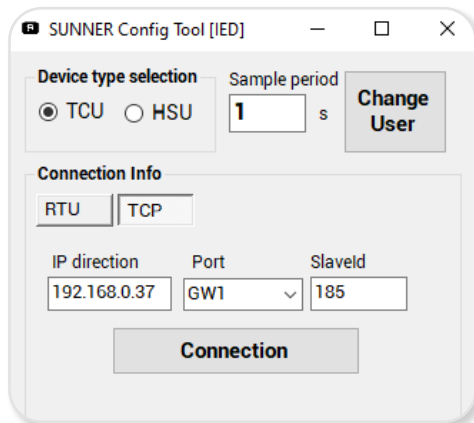 SUNNER Config Tool [IED]
Device type selection
TCU HSU
Sample period
1 s
Change
User
Connection Info
RTU TCP
IP direction Port SlaveId
192.168.0.37 GW1 185
Connection